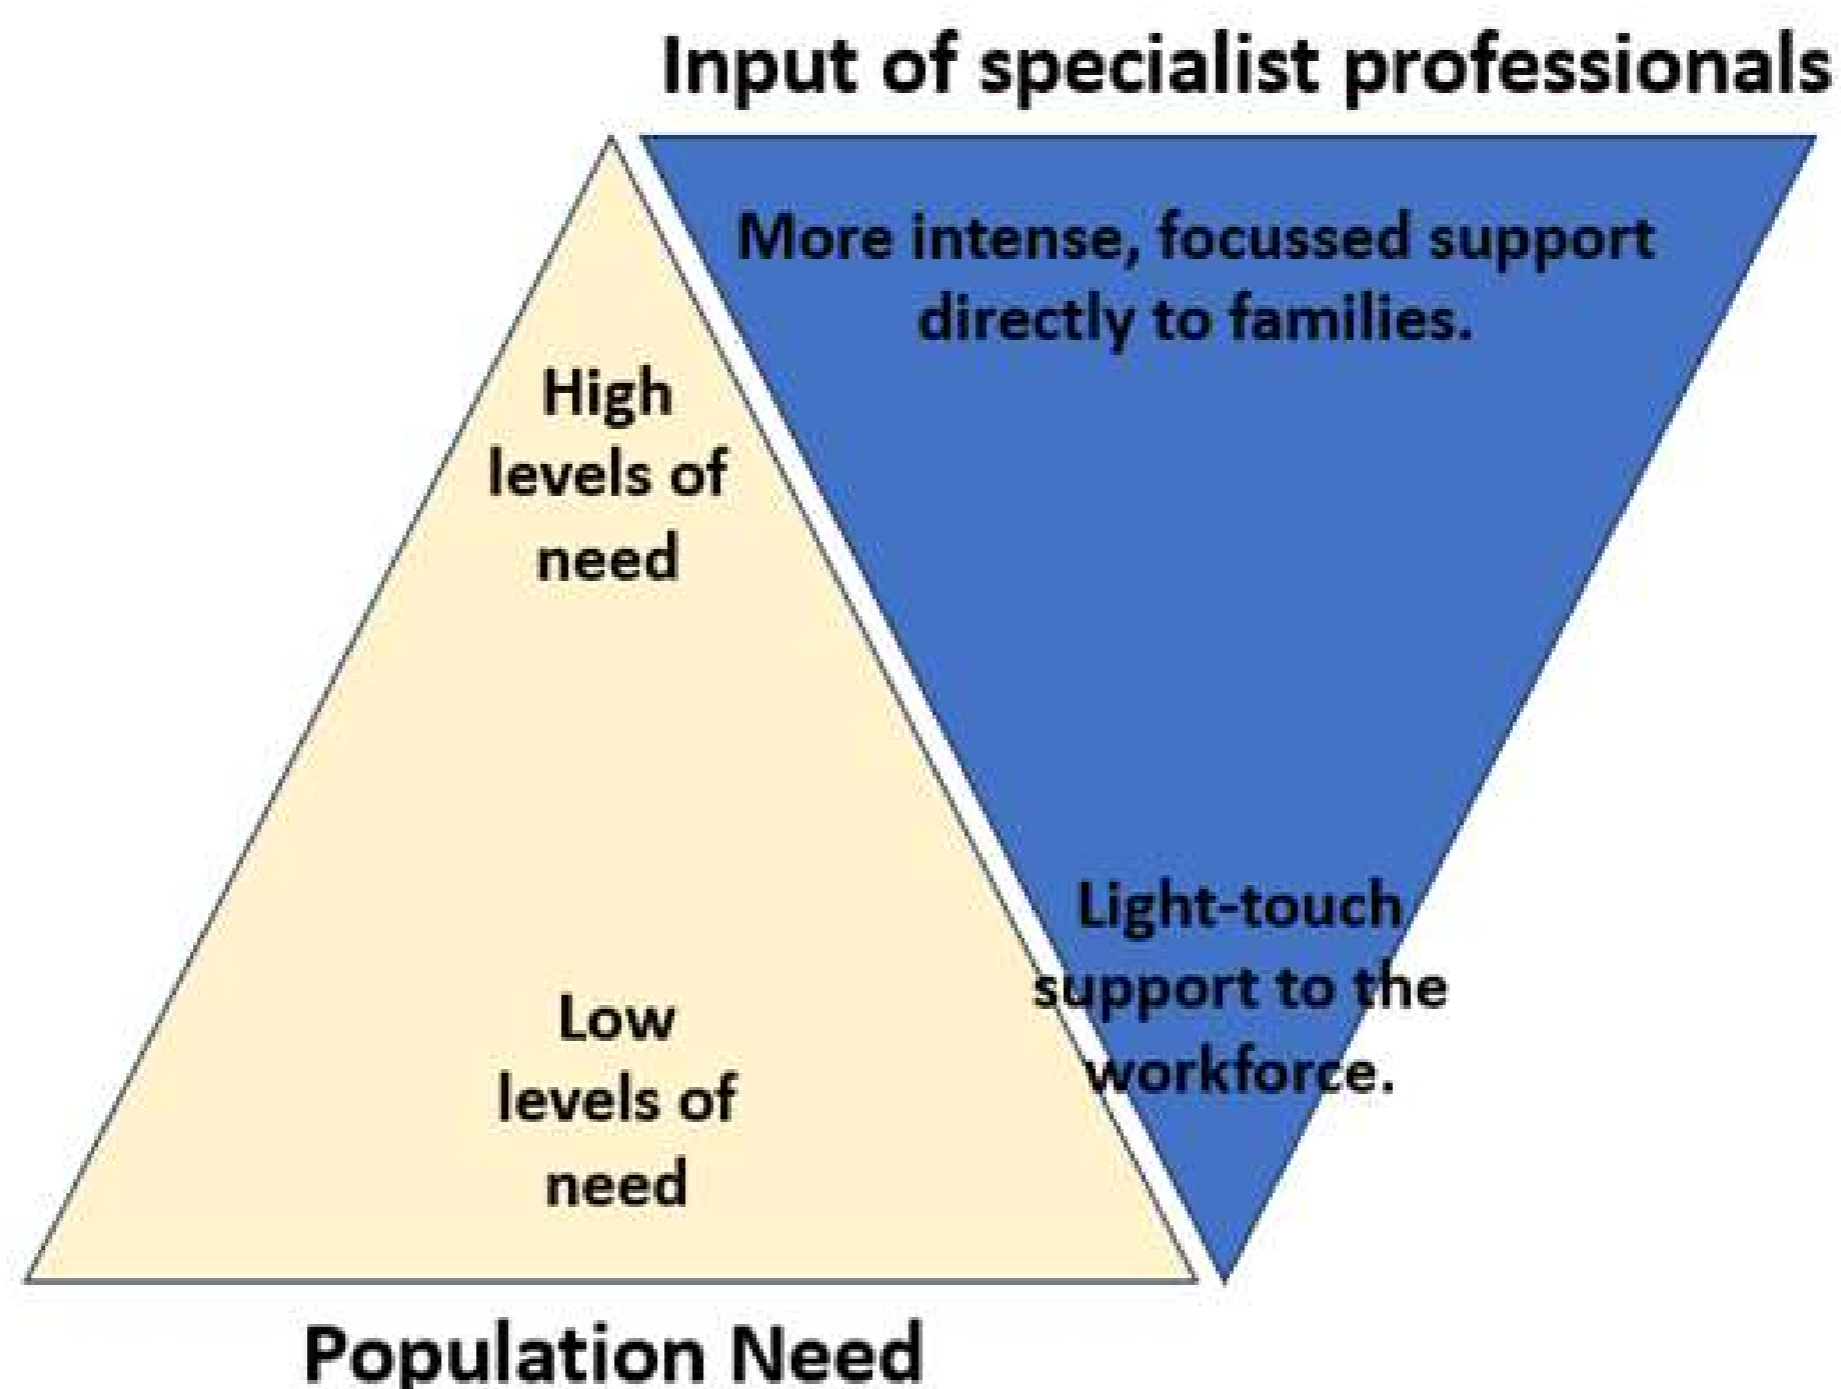 Input of specialist professionals
More intense, focussed support
directly to families.
High
levels of
need
Light-touch
support to the
workforce.
Low
levels of
need
Population Need